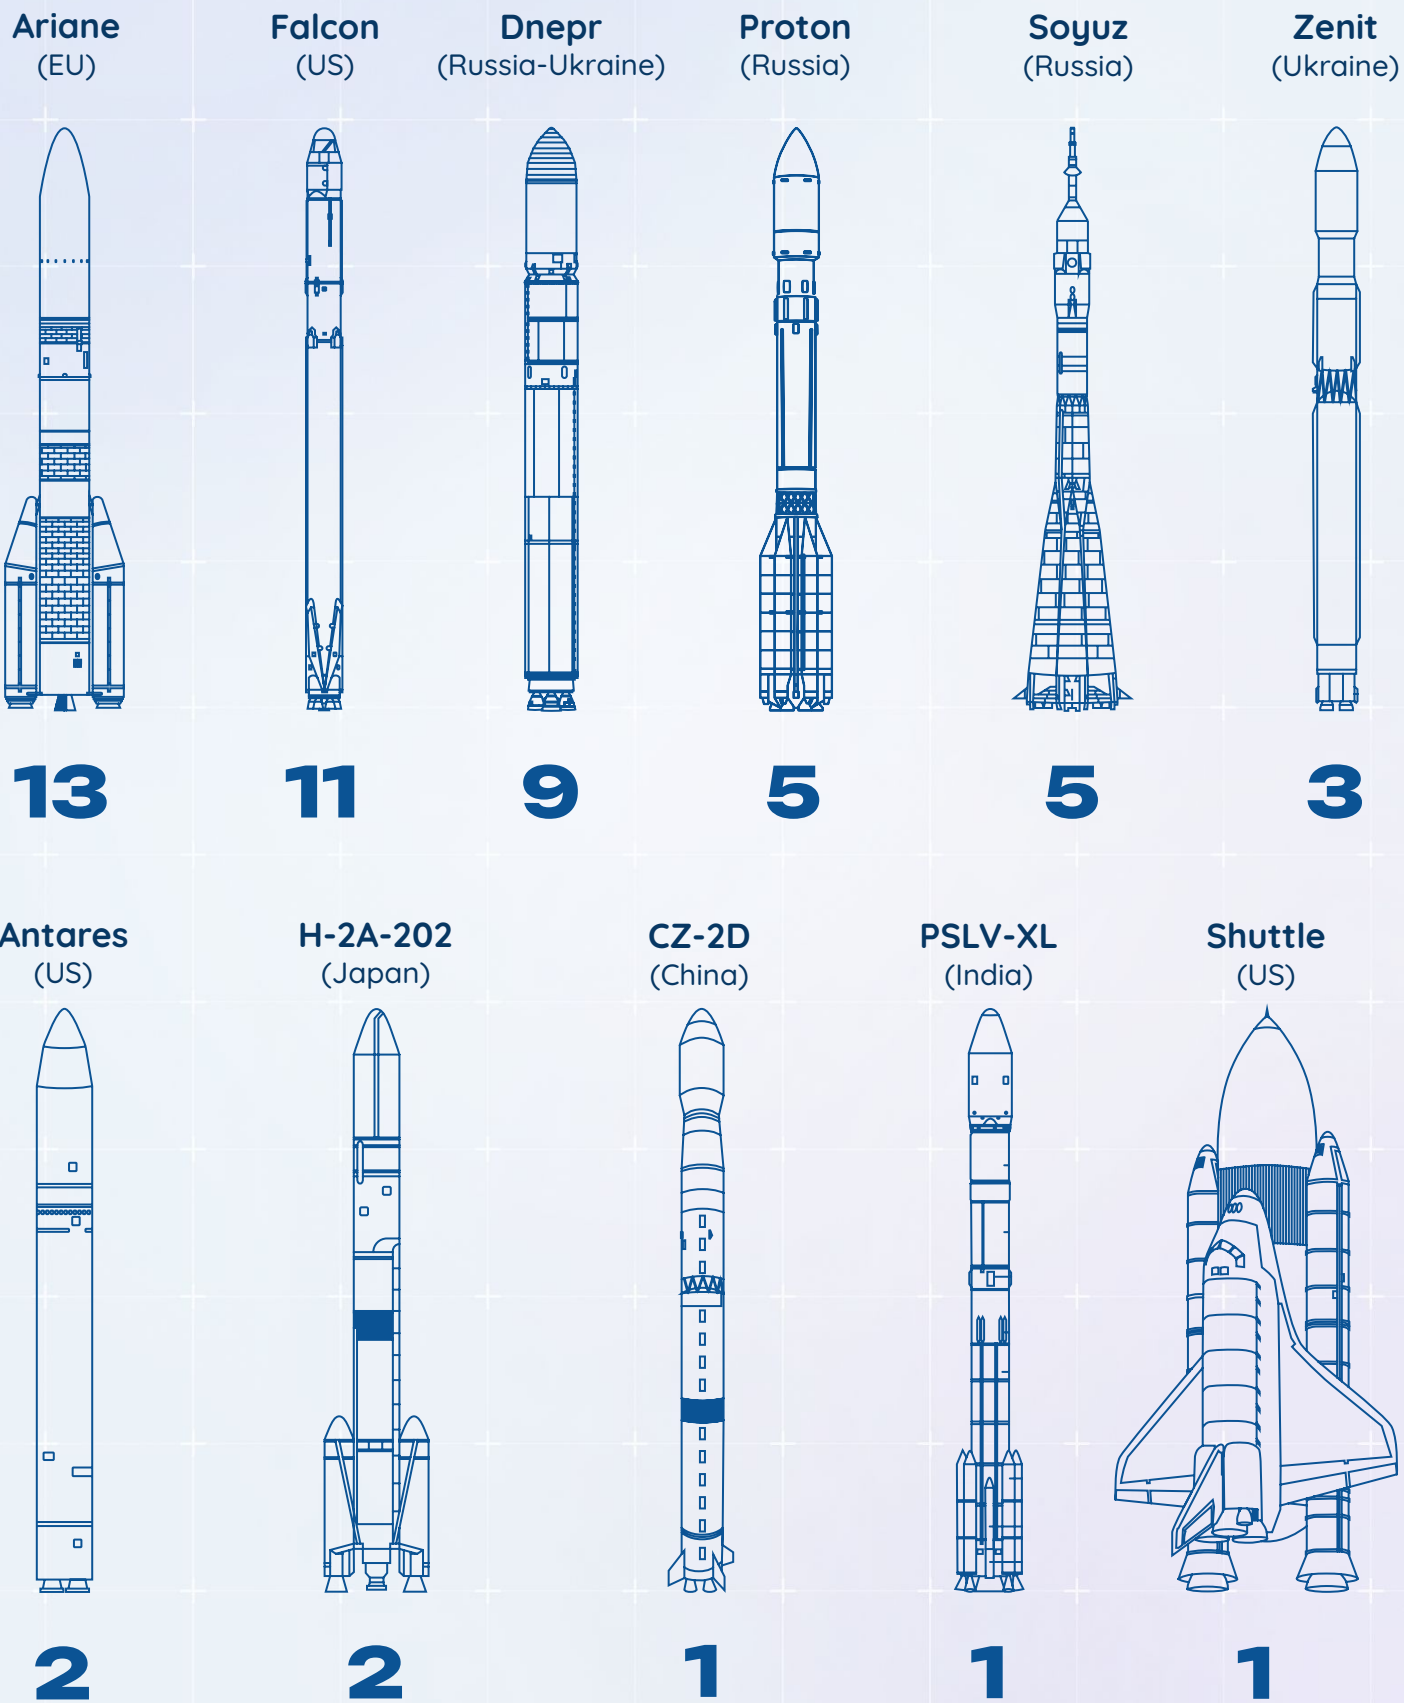 Ariane
(EU)
Falcon
(US)
Dnepr
(Russia-Ukraine)
Proton
(Russia)
Soyuz
(Russia)
Zenit
(Ukraine)
13
11
9
5
5
3
Antares
(US)
H-2A-202
(Japan)
CZ-2D
(China)
PSLV-XL
(India)
Shuttle
(US)
2
2
1
1
1